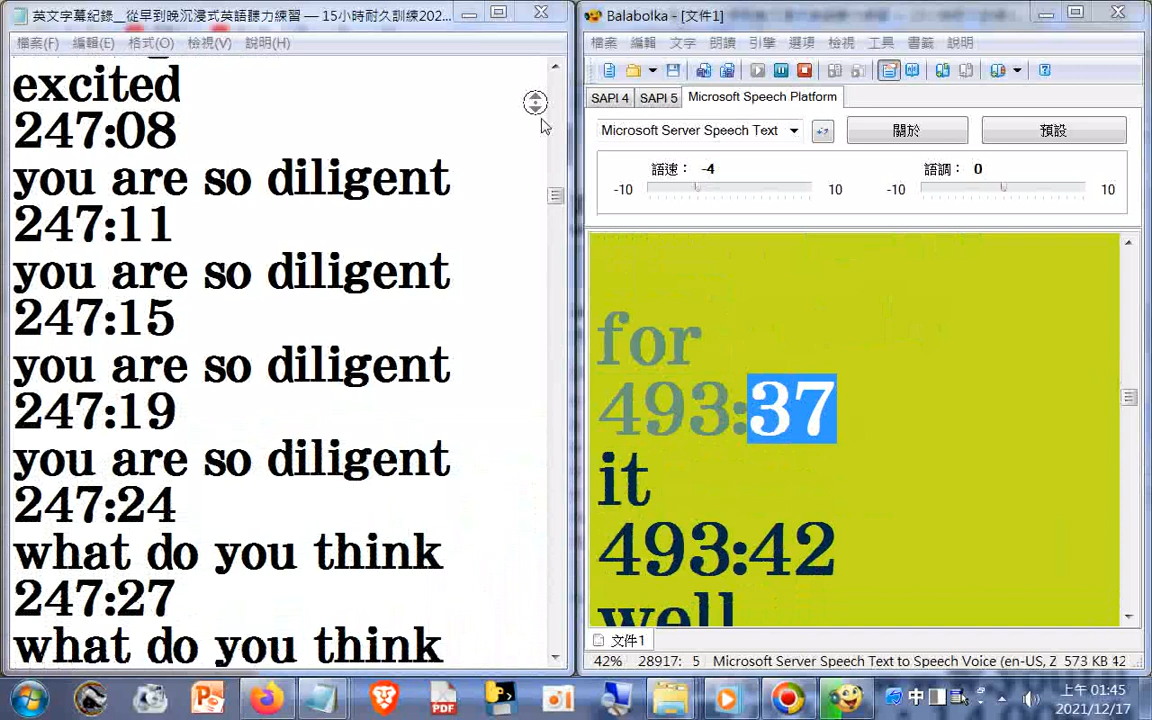 英文字幕紀錄__從早到晚沉浸式英語聽力練習 — 15小時耐久訓練202...
檔案(F) 編輯(E) 格式(O) 檢視(V) 說明(H)
excited
247:08
you are so diligent
247:11
you are so diligent
247:15
you are so diligent
247:19
you are so diligent
247:24
what do you think
247:27
what do you think
Balabolka - [文件1]
檔案 編輯 文字 朗讀 引擎 選項 檢視 工具 書籤 說明
SAPI 4 SAPI 5 Microsoft Speech Platform
Microsoft Server Speech Text 關於 預設
語速： -4 語調： 0
-10 10 -10 10
for
493:37
it
493:42
well
文件1
42% 28917: 5 Microsoft Server Speech Text to Speech Voice (en-US, Z 573 KB 42
中 上午 01:45
2021/12/17